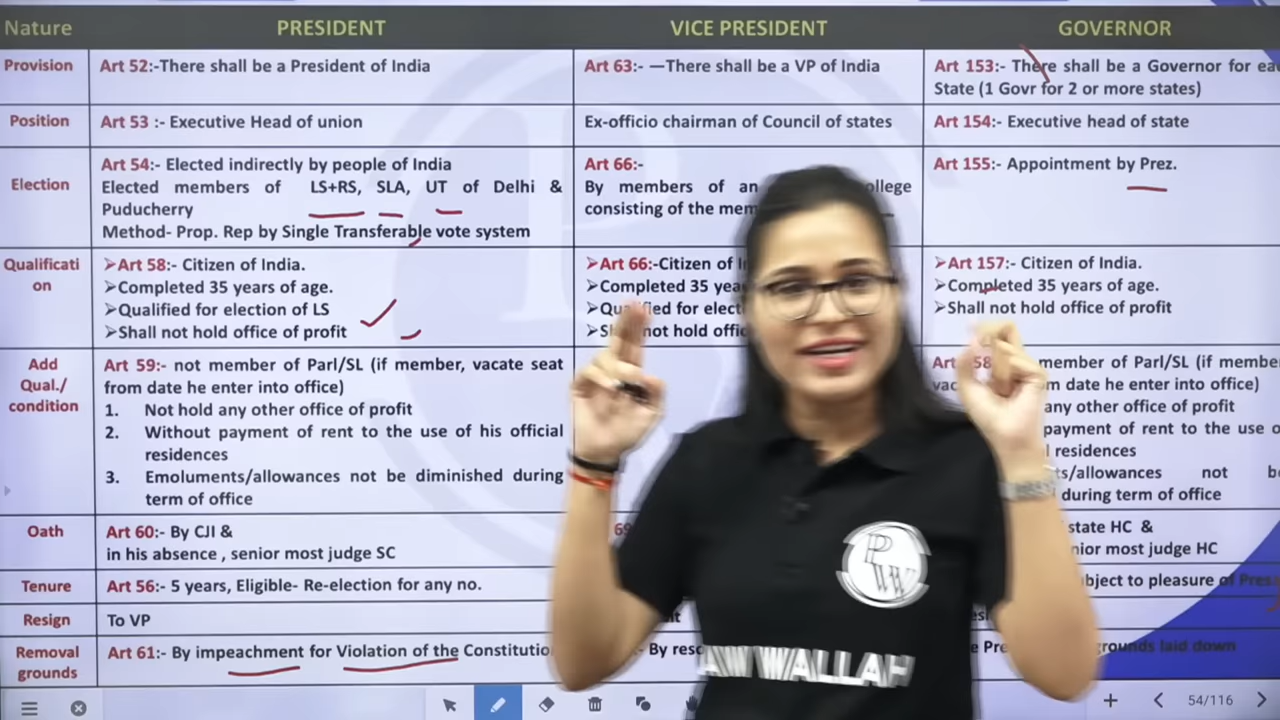 Nature PRESIDENT VICE PRESIDENT GOVERNOR
Provision
Art 52:-There shall be a President of India
Art 63:- —There shall be a VP of India
Art 153:- There shall be a Governor for
State (1 Govr for 2 or more states)
Position
Art 53 :- Executive Head of union
Ex-officio chairman of Council of states
Art 154:- Executive head of state
Election
Art 54:- Elected indirectly by people of India
Elected members of LS+RS, SLA, UT of Delhi &
Puducherry
Method- Prop. Rep by Single Transferable vote system
Art 66:-
By members of an
consisting of the
Art 155:- Appointment by Prez.
Qualificati
on
➢Art 58:- Citizen of India.
➢Completed 35 years of age.
➢Qualified for election of LS
➢Shall not hold office of profit
➢Art 66:-Citizen of
➢Completed 35
not hold
➢Art 157:- Citizen of India.
➢Completed 35 years of age.
➢Shall not hold office of profit
Add
Qual./
condition
Art 59:- not member of Parl/SL (if member, vacate seat
from date he enter into office)
1. Not hold any other office of profit
2. Without payment of rent to the use of his official
residences
3. Emoluments/allowances not be diminished during
term of office
member of Parl/SL (if
date he enter into office)
any other office of profit
payment of rent to the use
residences
allowances not
during term of office
Oath
Art 60:- By CJI &
in his absence , senior most judge SC
state HC &
most judge HC
Tenure
Art 56:- 5 years, Eligible- Re-election for any no.
to pleasure of
Resign
To VP
Removal
grounds
Art 61:- By impeachment for Violation of the
By
laid down
PW
WALLAH
54/116